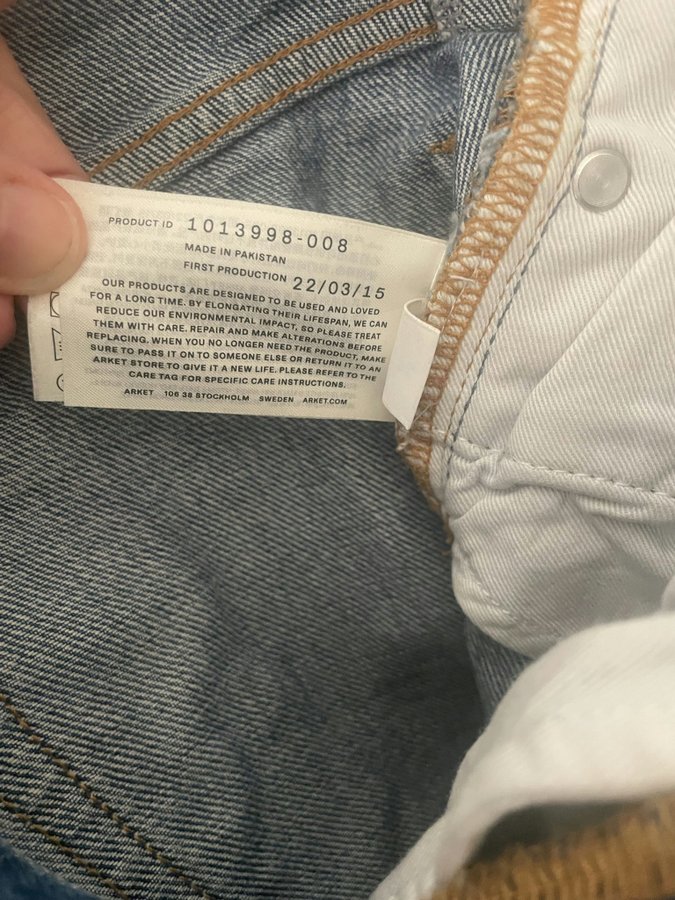 PRODUCT ID 1013998-008
MADE IN PAKISTAN
FIRST PRODUCTION 22/03/15
OUR PRODUCTS ARE DESIGNED TO BE USED AND LOVED
FOR A LONG TIME. BY ELONGATING THEIR LIFESPAN, WE CAN
REDUCE OUR ENVIRONMENTAL IMPACT, SO PLEASE TREAT
THEM WITH CARE. REPAIR AND MAKE ALTERATIONS BEFORE
REPLACING. WHEN YOU NO LONGER NEED THE PRODUCT, MAKE
SURE TO PASS IT ON TO SOMEONE ELSE OR RETURN IT TO AN
ARKET STORE TO GIVE IT A NEW LIFE. PLEASE REFER TO THE
CARE TAG FOR SPECIFIC CARE INSTRUCTIONS.
ARKET 106 38 STOCKHOLM SWEDEN ARKET.COM